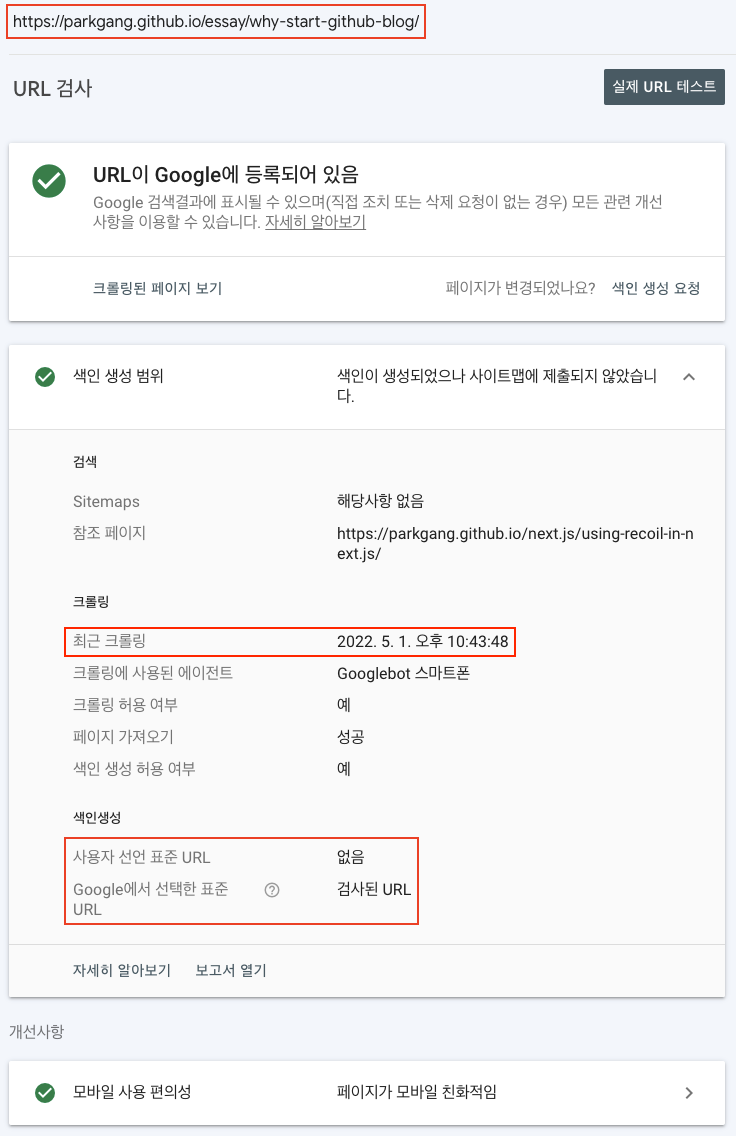 https://parkgang.github.io/essay/why-start-github-blog/
URL 검사
실제 URL 테스트
URL이 Google에 등록되어 있음
Google 검색결과에 표시될 수 있으며(직접 조치 또는 삭제 요청이 없는 경우) 모든 관련 개선
사항을 이용할 수 있습니다. 자세히 알아보기
크롤링된 페이지 보기
페이지가 변경되었나요? 색인 생성 요청
색인 생성 범위
색인이 생성되었으나 사이트맵에 제출되지 않았습니
다.
검색
Sitemaps 해당사항 없음
참조 페이지 https://parkgang.github.io/next.js/using-recoil-in-n
ext.js/
크롤링
최근 크롤링 2022. 5. 1. 오후 10:43:48
크롤링에 사용된 에이전트 Googlebot 스마트폰
크롤링 허용 여부 예
페이지 가져오기 성공
색인 생성 허용 여부 예
색인생성
사용자 선언 표준 URL 없음
Google에서 선택한 표준 검사된 URL
URL
자세히 알아보기 보고서 열기
개선사항
모바일 사용 편의성 페이지가 모바일 친화적임